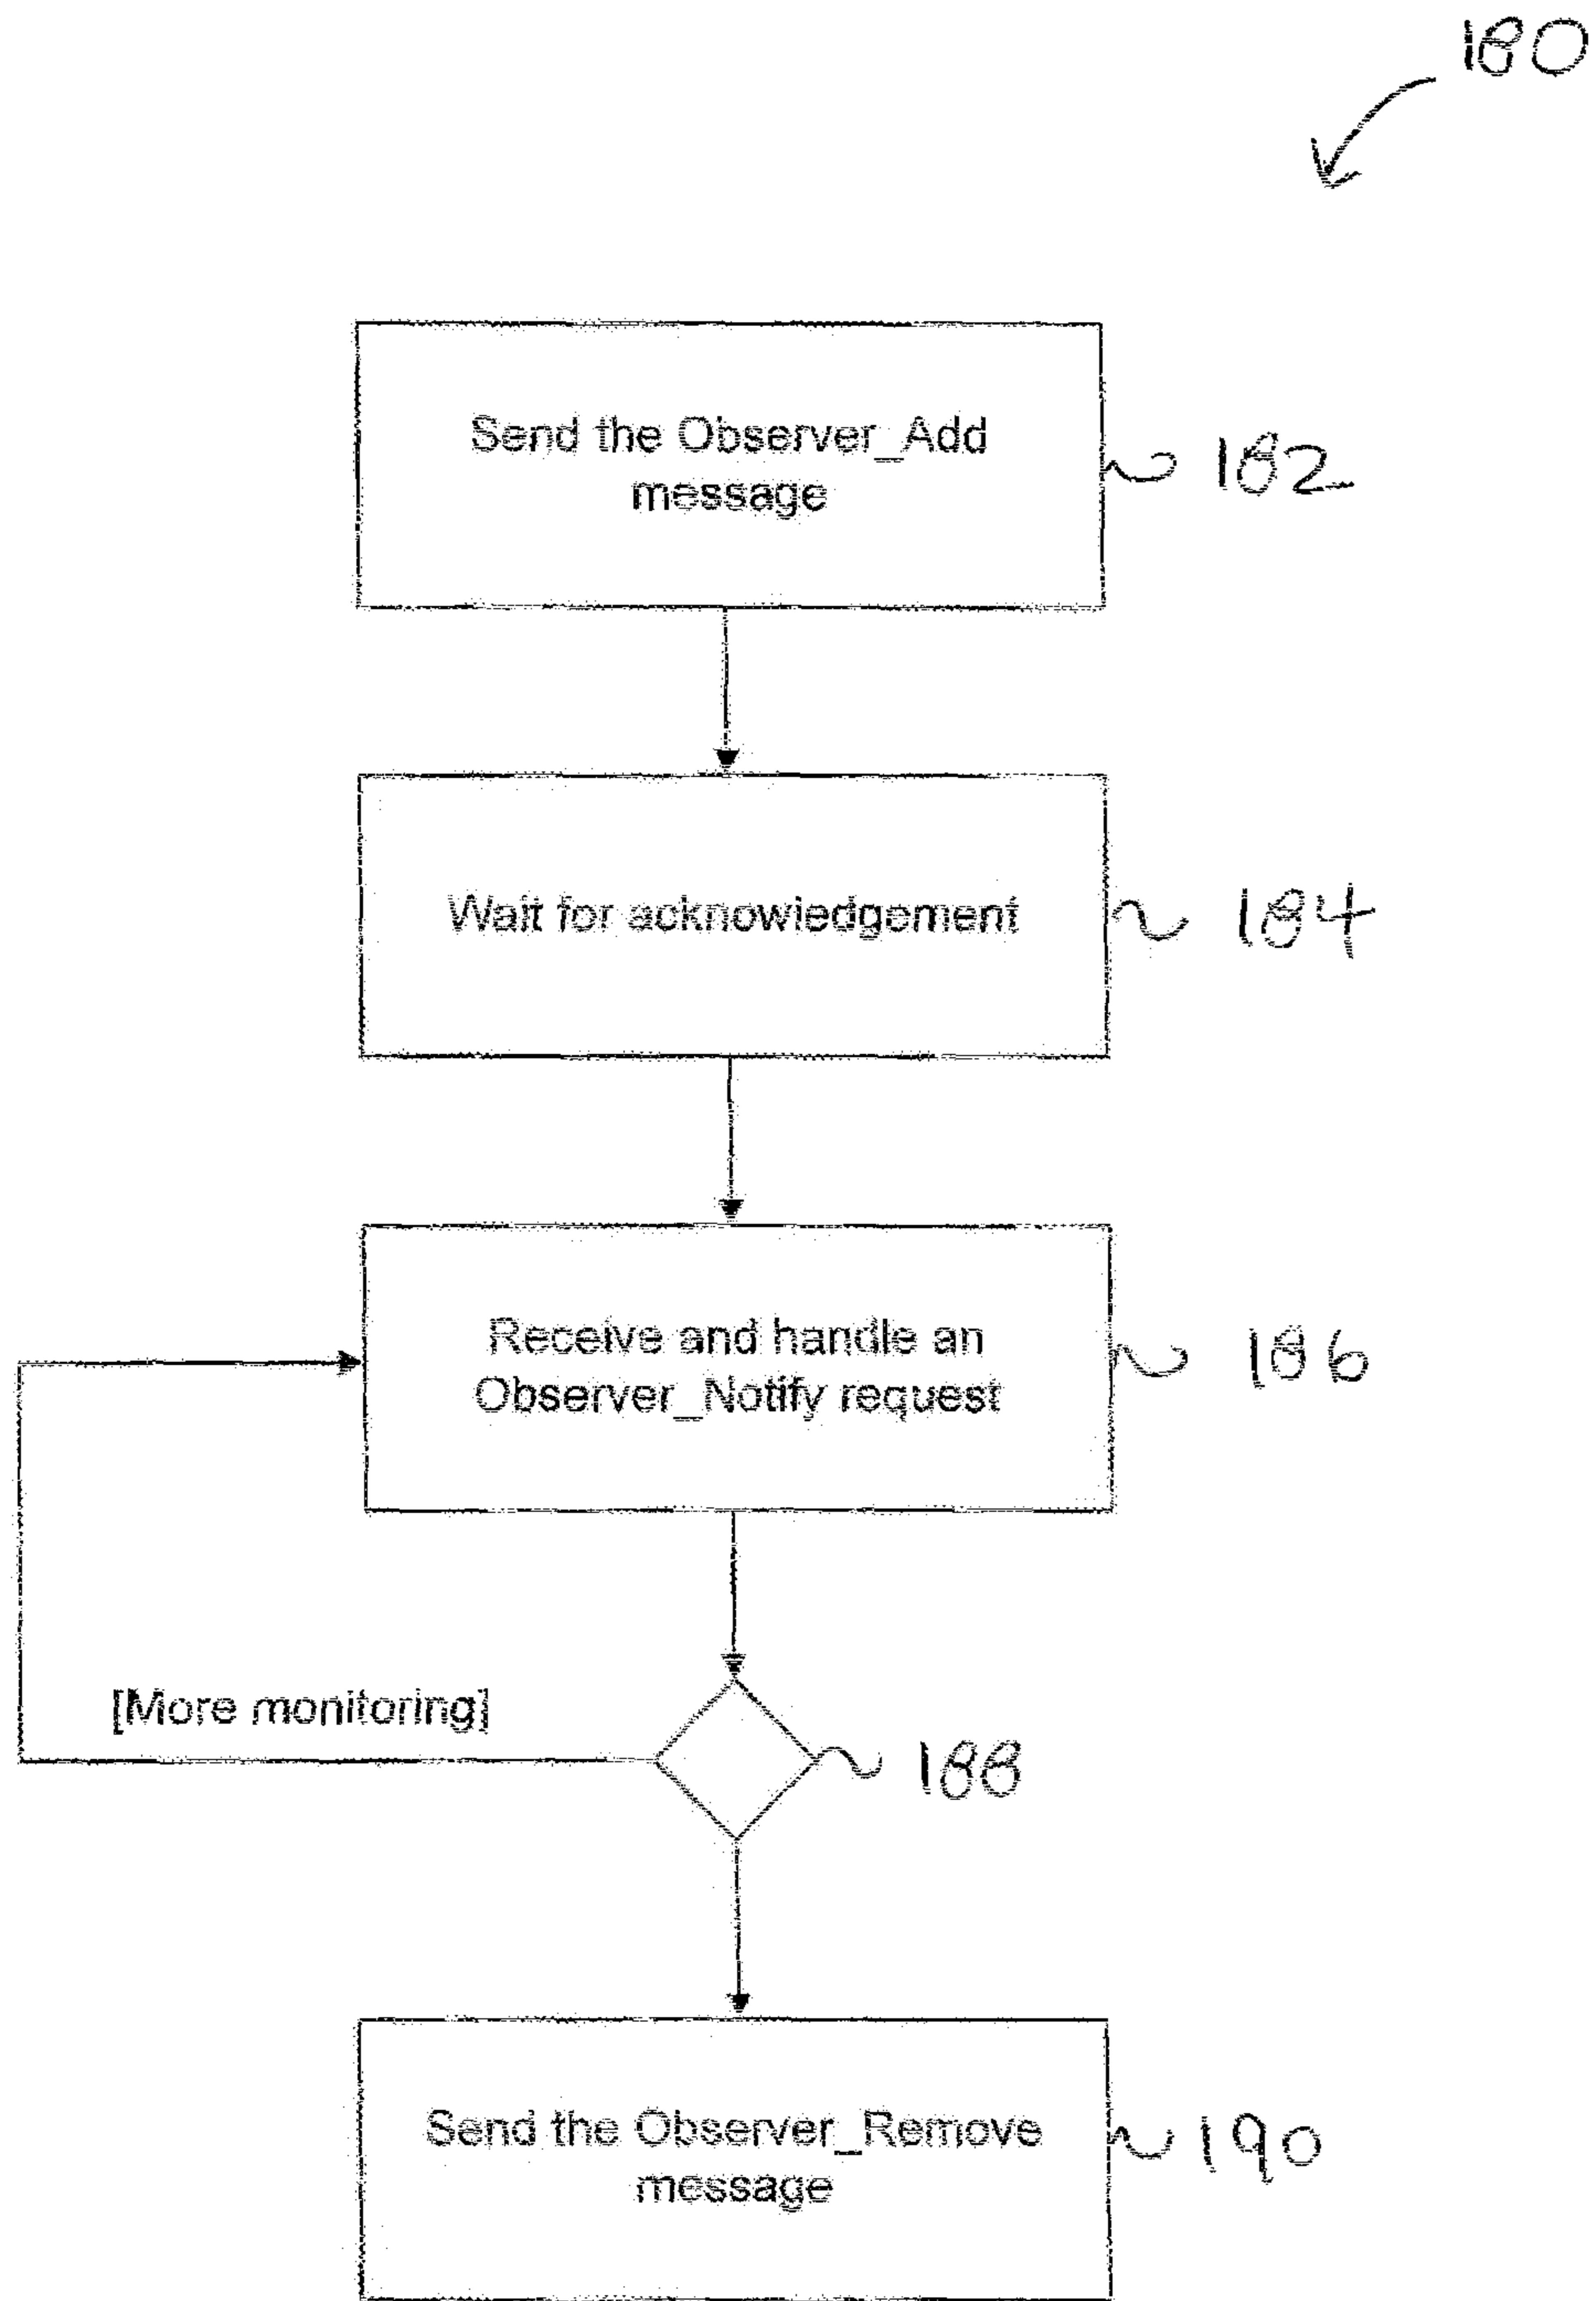 180
Send the Observer_Add
message
182
Wait for acknowledgement
184
Receive and handle an
Observer_Notify request
186
[More monitoring]
188
Send the Observer_Remove
message
190